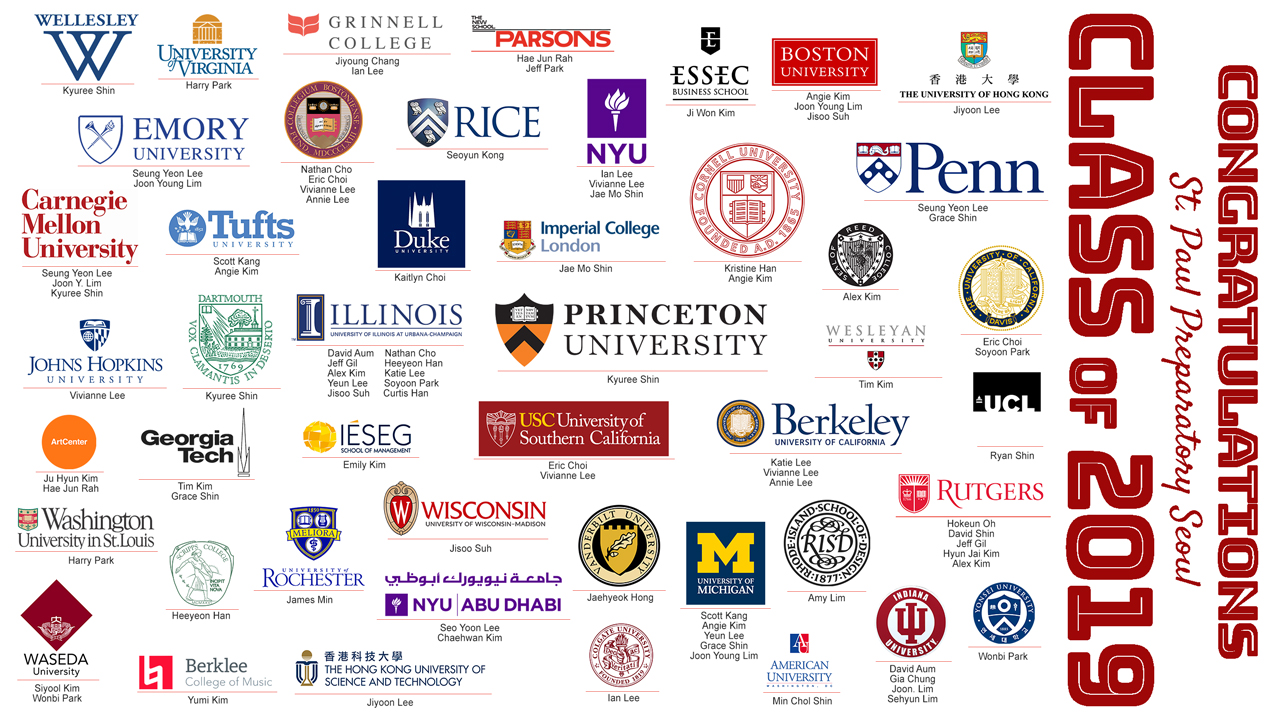 WELLESLEY
W
Kyuree Shin
UNIVERSITY
of VIRGINIA
Harry Park
GRINNELL
COLLEGE
Jiyoung Chang
Ian Lee
THE
NEW
SCHOOL
PARSONS
Hae Jun Rah
Jeff Park
E
ESSEC
BUSINESS SCHOOL
Ji Won Kim
BOSTON
UNIVERSITY
Angie Kim
Joon Young Lim
Jisoo Suh
香港大學
THE UNIVERSITY OF HONG KONG
Jiyoon Lee
EMORY
UNIVERSITY
Seung Yeon Lee
Joon Young Lim
COLLEGIUM BOSTONIENSE
FUND. MDCCCLXIII
Nathan Cho
Eric Choi
Vivianne Lee
Annie Lee
RICE
Seoyun Kong
NYU
Ian Lee
Vivianne Lee
Jae Mo Shin
CORNELL UNIVERSITY
FOUNDED A.D. 1865
Kristine Han
Angie Kim
Penn
Seung Yeon Lee
Grace Shin
Carnegie
Mellon
University
Seung Yeon Lee
Joon Y. Lim
Kyuree Shin
Tufts
UNIVERSITY
Scott Kang
Angie Kim
Duke
UNIVERSITY
Kaitlyn Choi
Imperial College
London
Jae Mo Shin
REED
COLLEGE
Alex Kim
THE UNIVERSITY OF CALIFORNIA
DAVIS
Eric Choi
Soyoon Park
JOHNS HOPKINS
UNIVERSITY
Vivianne Lee
DARTMOUTH
VOX CLAMANTIS IN DESERTO
1769
Kyuree Shin
I ILLINOIS
UNIVERSITY OF ILLINOIS AT URBANA-CHAMPAIGN
David Aum
Jeff Gil
Alex Kim
Yeun Lee
Jisoo Suh
Nathan Cho
Heeyeon Han
Katie Lee
Soyoon Park
Curtis Han
PRINCETON
UNIVERSITY
Kyuree Shin
WESLEYAN
UNIVERSITY
Tim Kim
UCL
Ryan Shin
ArtCenter
Ju Hyun Kim
Hae Jun Rah
Georgia
Tech
Tim Kim
Grace Shin
IÉSEG
SCHOOL OF MANAGEMENT
Emily Kim
USC University of
Southern California
Eric Choi
Vivianne Lee
Berkeley
UNIVERSITY OF CALIFORNIA
Katie Lee
Vivianne Lee
Annie Lee
RUTGERS
Hokeun Oh
David Shin
Jeff Gil
Hyun Jai Kim
Alex Kim
Washington
University in St.Louis
Harry Park
SCRIPPS COLLEGE
INCIPIT
VITA
NOVA
Heeyeon Han
1850
MELIORA
UNIVERSITY of
ROCHESTER
James Min
W
WISCONSIN
UNIVERSITY OF WISCONSIN-MADISON
Jisoo Suh
جامعة نيويورك أبوظبي
NYU | ABU DHABI
Seo Yoon Lee
Chaehwan Kim
VANDERBILT UNIVERSITY
Jaehyeok Hong
M
UNIVERSITY OF
MICHIGAN
Scott Kang
Angie Kim
Yeun Lee
Grace Shin
Joon Young Lim
RHODE·ISLAND·SCHOOL·OF·DESIGN
RISD
·1877·
Amy Lim
INDIANA
UNIVERSITY
David Aum
Gia Chung
Joon. Lim
Sehyun Lim
YONSEI UNIVERSITY
1885
연세대학교
Wonbi Park
WASEDA
University
Siyool Kim
Wonbi Park
Berklee
College of Music
Yumi Kim
香港科技大學
THE HONG KONG UNIVERSITY OF
SCIENCE AND TECHNOLOGY
Jiyoon Lee
COLGATE UNIVERSITY
FOUNDED 1819
Ian Lee
AU
AMERICAN
UNIVERSITY
WASHINGTON, DC
Min Chol Shin
CONGRATULATIONS
St. Paul Preparatory Seoul
CLASS OF 2019